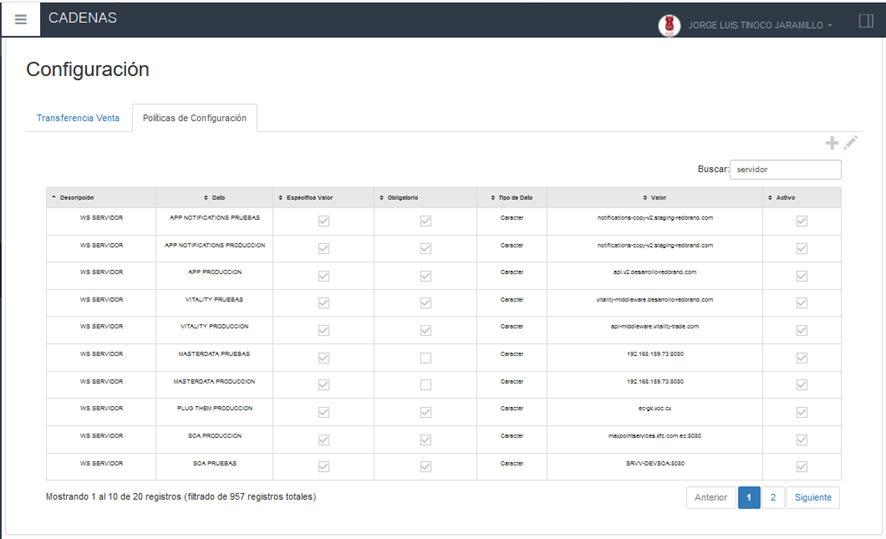 CADENAS
JORGE LUIS TINOCO JARAMILLO
Configuración
Transferencia Venta Políticas de Configuración
Buscar: servidor
Descripción Dato Especifica Valor Obligatorio Tipo de Dato Valor Activo
WS SERVIDOR APP NOTIFICATIONS PRUEBAS Caracter notifications-copy-v2.staging-redbrand.com
WS SERVIDOR APP NOTIFICATIONS PRODUCCION Caracter notifications-copy-v2.staging-redbrand.com
WS SERVIDOR APP PRODUCCION Caracter api.v2.desarrollo-redbrand.com
WS SERVIDOR VITALITY PRUEBAS Caracter vitality-middleware.desarrollo-redbrand.com
WS SERVIDOR VITALITY PRODUCCION Caracter api-middleware.vitality-trade.com
WS SERVIDOR MASTERDATA PRUEBAS Caracter 192.168.159.73:8080
WS SERVIDOR MASTERDATA PRODUCCION Caracter 192.168.159.73:8080
WS SERVIDOR PLUG THEM PRODUCCION Caracter ec-gk.voc.cx
WS SERVIDOR SOA PRODUCCION Caracter maxpointservices.kfc.com.ec:8080
WS SERVIDOR SOA PRUEBAS Caracter SRVV-DEVSOA:8080
Mostrando 1 al 10 de 20 registros (filtrado de 957 registros totales)
Anterior 1 2 Siguiente